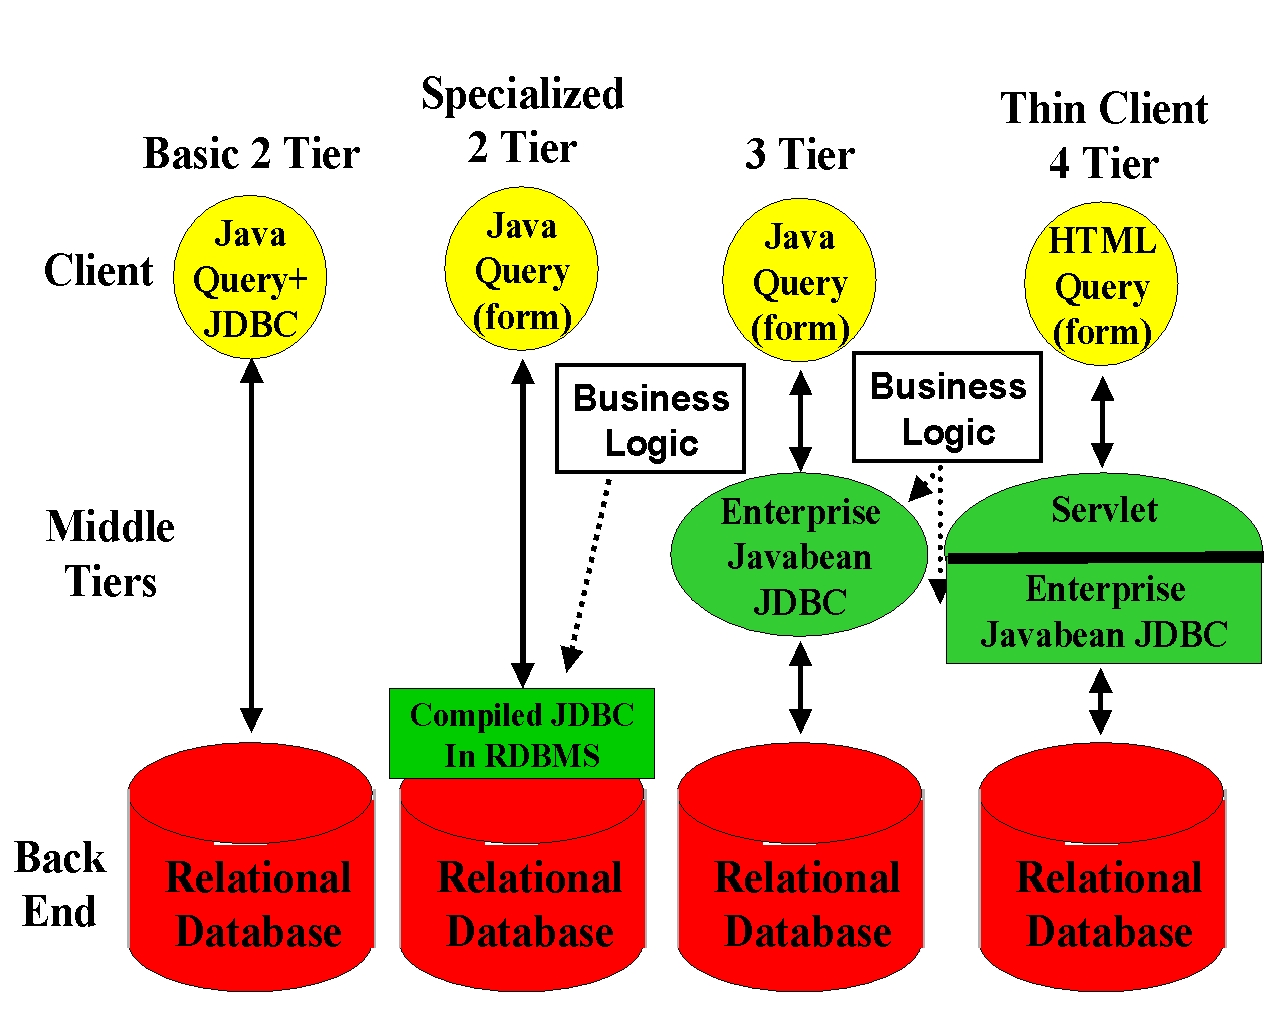 Specialized
2 Tier
Thin Client
4 Tier
Basic 2 Tier
3 Tier
Client
Java
Query+
JDBC
Java
Query
(form)
Java
Query
(form)
HTML
Query
(form)
Business
Logic
Business
Logic
Middle
Tiers
Enterprise
Javabean
JDBC
Servlet
Enterprise
Javabean JDBC
Compiled JDBC
In RDBMS
Back
End
Relational
Database
Relational
Database
Relational
Database
Relational
Database